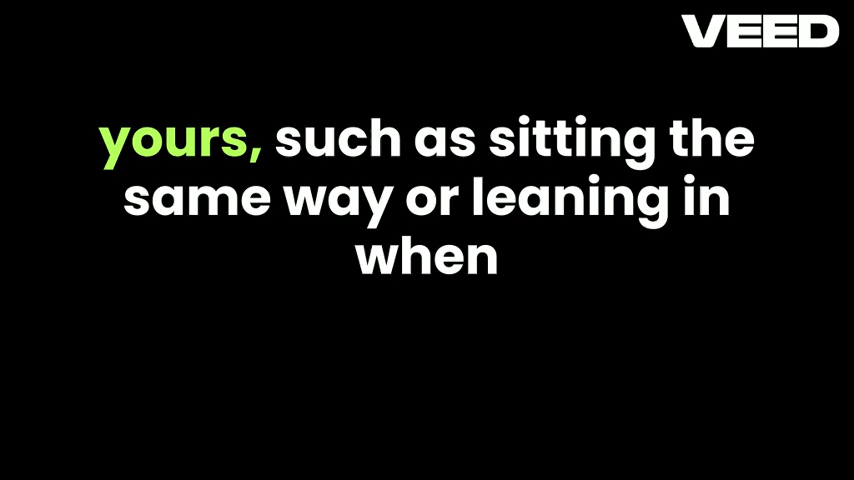 VEED
yours, such as sitting the
same way or leaning in
when